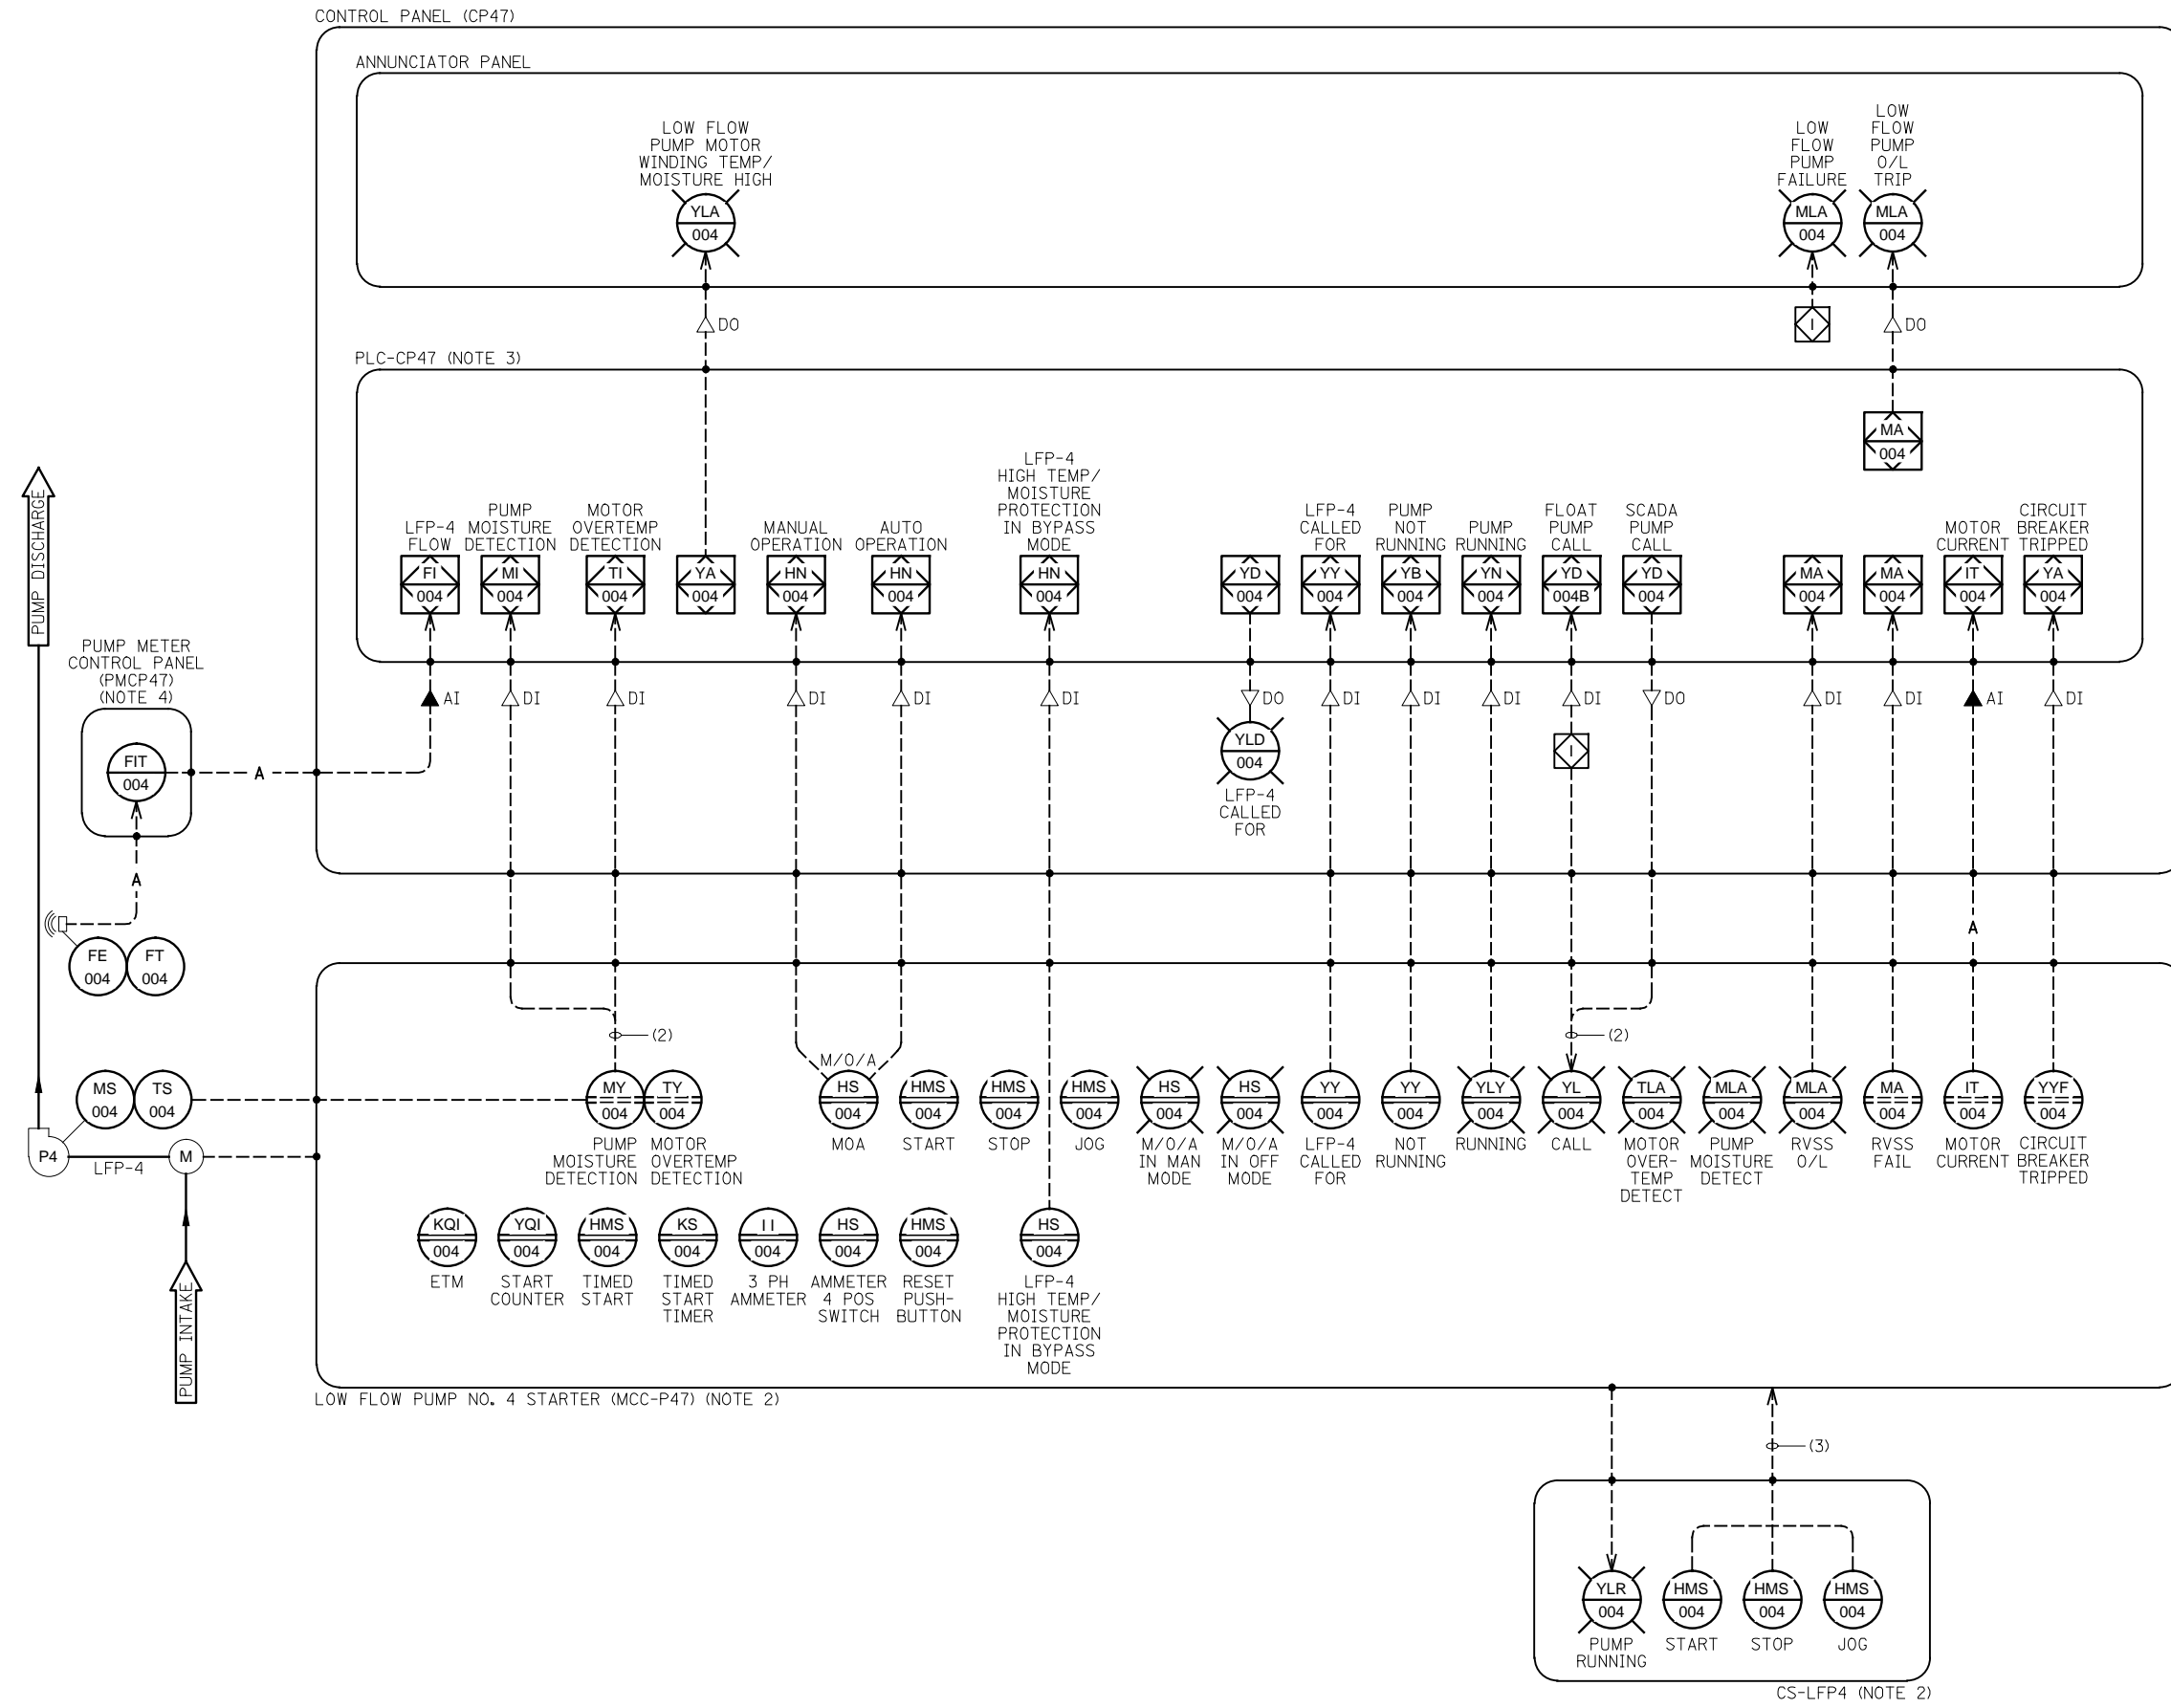 CONTROL PANEL (CP47)
ANNUNCIATOR PANEL
LOW FLOW
PUMP MOTOR
WINDING TEMP/
MOISTURE HIGH
YLA
004
LOW
FLOW
PUMP
FAILURE
MLA
004
LOW
FLOW
PUMP
O/L
TRIP
MLA
004
DO
I
DO
PLC-CP47 (NOTE 3)
MA
004
LFP-4
FLOW
FI
004
PUMP
MOISTURE
DETECTION
MI
004
MOTOR
OVERTEMP
DETECTION
TI
004
YA
004
MANUAL
OPERATION
HN
004
AUTO
OPERATION
HN
004
LFP-4
HIGH TEMP/
MOISTURE
PROTECTION
IN BYPASS
MODE
HN
004
YD
004
LFP-4
CALLED
FOR
YY
004
PUMP
NOT
RUNNING
YB
004
PUMP
RUNNING
YN
004
FLOAT
PUMP
CALL
YD
004B
SCADA
PUMP
CALL
YD
004
MA
004
MA
004
MOTOR
CURRENT
IT
004
CIRCUIT
BREAKER
TRIPPED
YA
004
AI
DI
DI
DI
DI
DI
DO
DI
DI
DI
DI
DO
DI
DI
AI
DI
YLD
004
LFP-4
CALLED
FOR
I
PUMP DISCHARGE
PUMP METER
CONTROL PANEL
(PMCP47)
(NOTE 4)
FIT
004
A
A
FE
004
FT
004
A
MS
004
TS
004
P4
LFP-4
M
PUMP INTAKE
(2)
(2)
MY
004
PUMP
MOISTURE
DETECTION
TY
004
MOTOR
OVERTEMP
DETECTION
M/O/A
HS
004
MOA
HMS
004
START
HMS
004
STOP
HMS
004
JOG
HS
004
M/O/A
IN MAN
MODE
HS
004
M/O/A
IN OFF
MODE
YY
004
LFP-4
CALLED
FOR
YY
004
NOT
RUNNING
YLY
004
RUNNING
YL
004
CALL
TLA
004
MOTOR
OVER-
TEMP
DETECT
MLA
004
PUMP
MOISTURE
DETECT
MLA
004
RVSS
O/L
MA
004
RVSS
FAIL
IT
004
MOTOR
CURRENT
YYF
004
CIRCUIT
BREAKER
TRIPPED
KQI
004
ETM
YQI
004
START
COUNTER
HMS
004
TIMED
START
KS
004
TIMED
START
TIMER
II
004
3 PH
AMMETER
HS
004
AMMETER
4 POS
SWITCH
HMS
004
RESET
PUSH-
BUTTON
HS
004
LFP-4
HIGH TEMP/
MOISTURE
PROTECTION
IN BYPASS
MODE
LOW FLOW PUMP NO. 4 STARTER (MCC-P47) (NOTE 2)
(3)
YLR
004
PUMP
RUNNING
HMS
004
START
HMS
004
STOP
HMS
004
JOG
CS-LFP4 (NOTE 2)